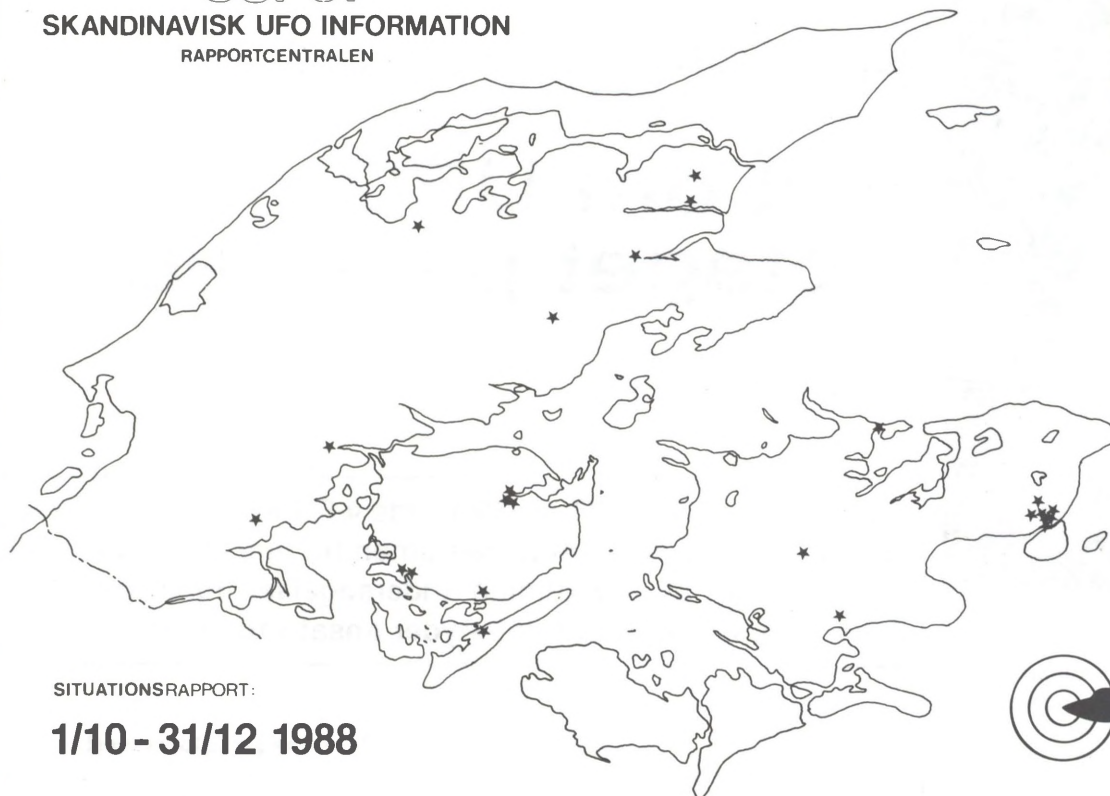 SKANDINAVISK UFO INFORMATION
RAPPORTCENTRALEN
SITUATIONSRAPPORT:
1/10 - 31/12 1988